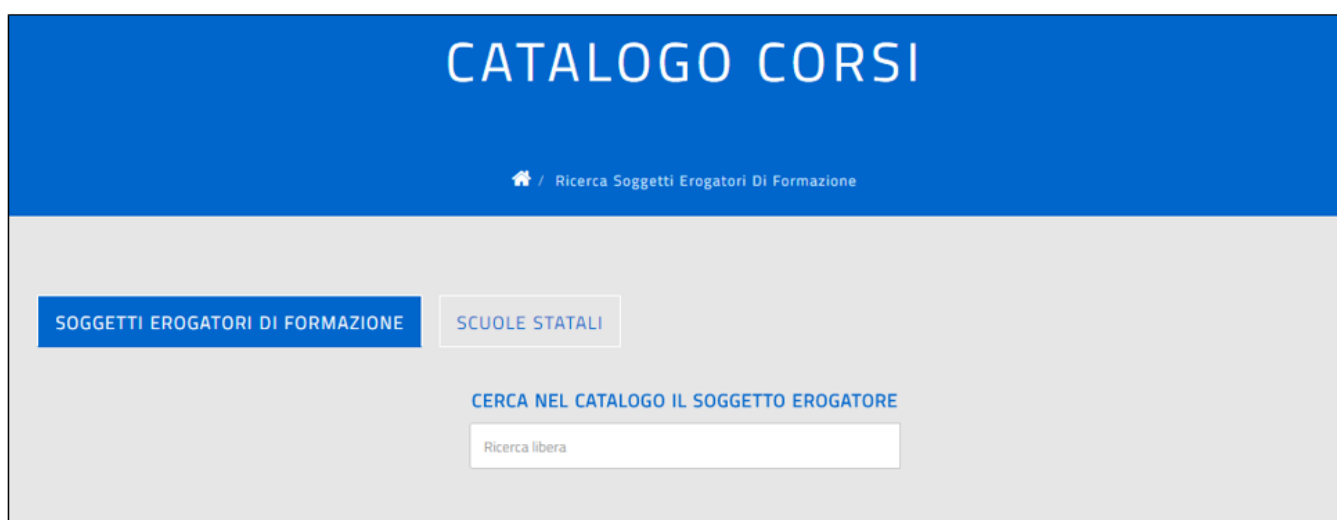 CATALOGO CORSI
/ Ricerca Soggetti Erogatori Di Formazione
SOGGETTI EROGATORI DI FORMAZIONE
SCUOLE STATALI
CERCA NEL CATALOGO IL SOGGETTO EROGATORE
Ricerca libera